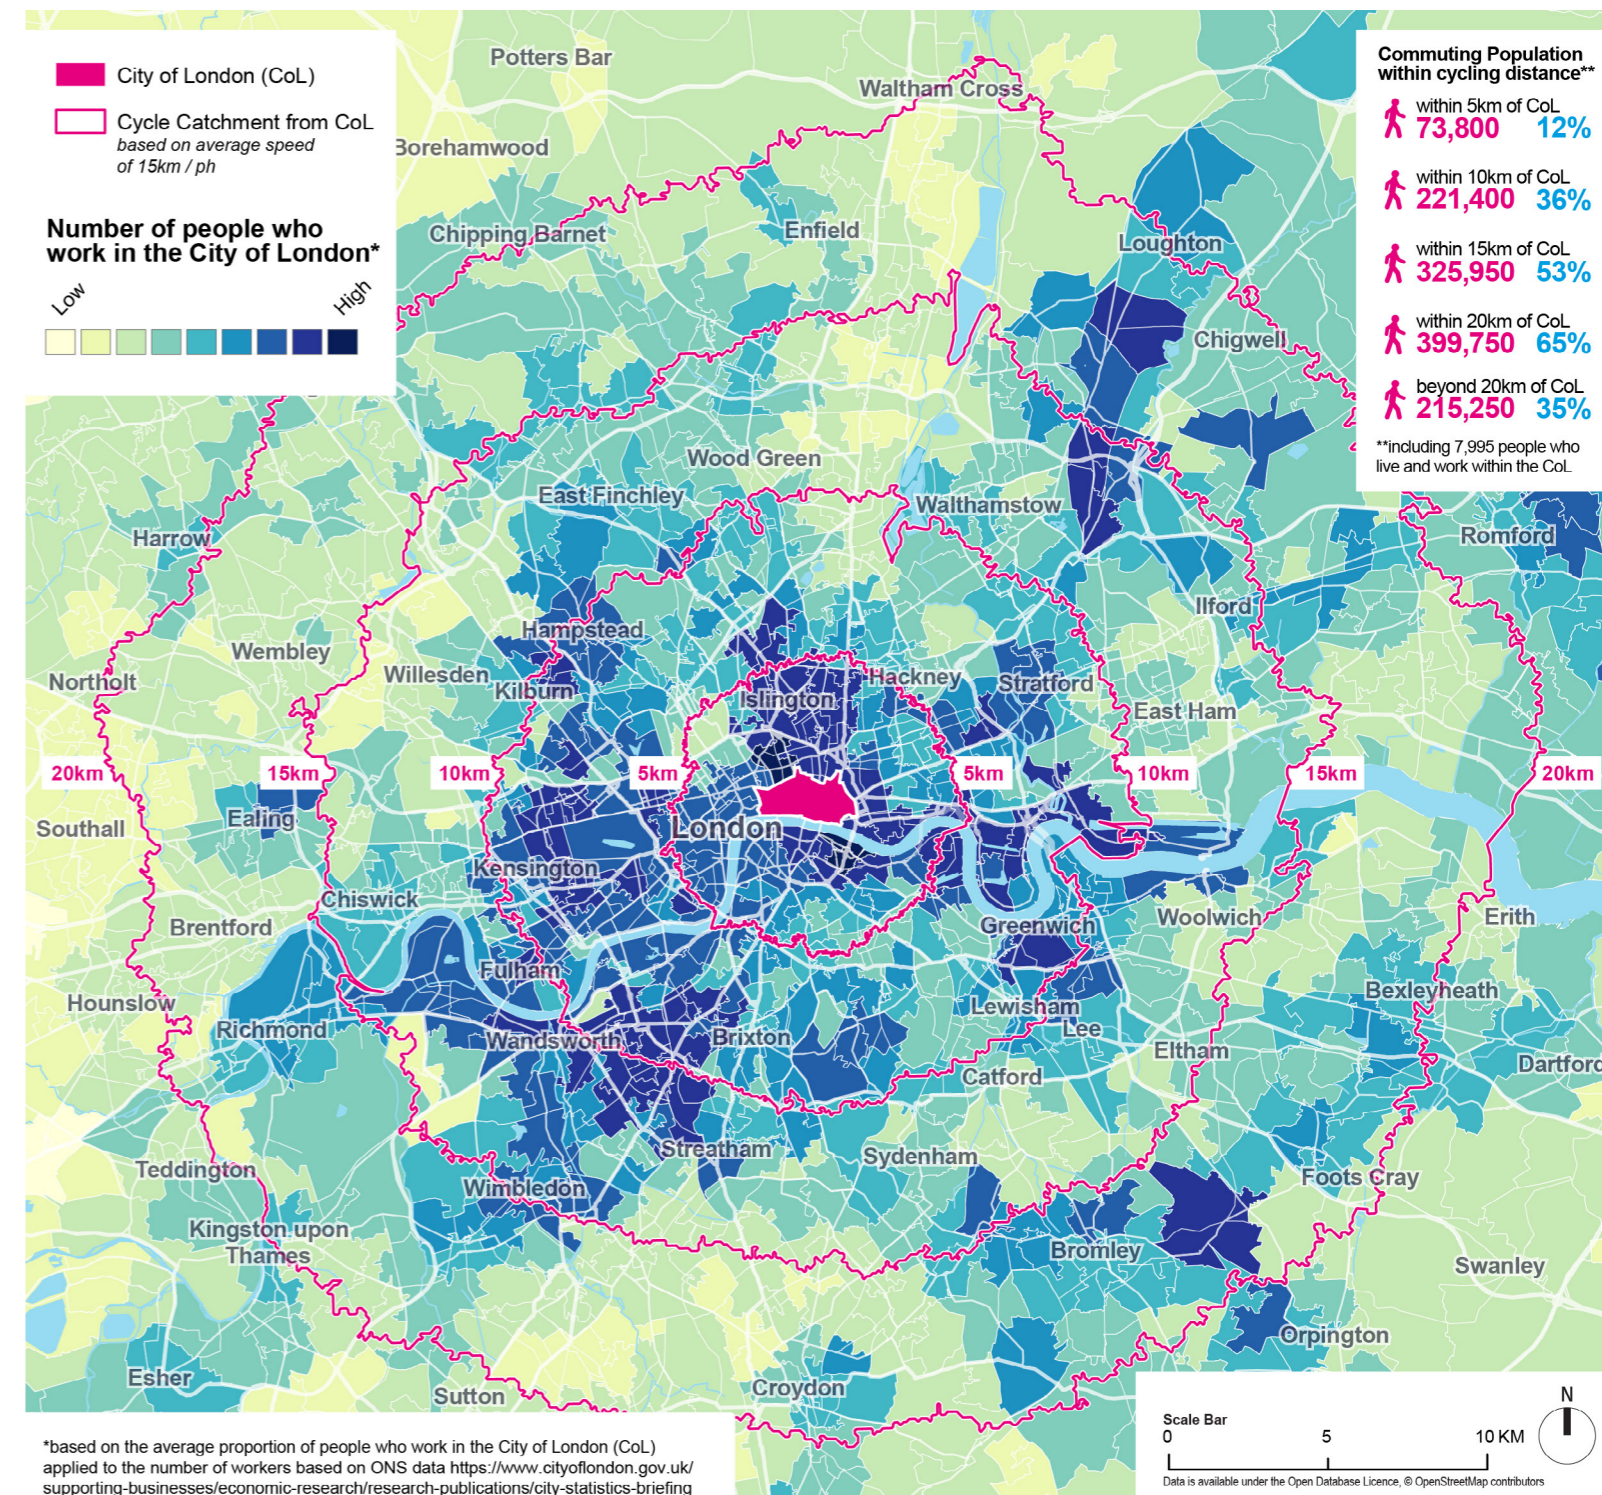 City of London (CoL)
Cycle Catchment from CoL
based on average speed
of 15km / ph
Number of people who
work in the City of London*
Low
High
Commuting Population
within cycling distance**
within 5km of CoL
73,800 12%
within 10km of CoL
221,400 36%
within 15km of CoL
325,950 53%
within 20km of CoL
399,750 65%
beyond 20km of CoL
215,250 35%
**including 7,995 people who
live and work within the CoL
Potters Bar
Waltham Cross
Borehamwood
Chipping Barnet
Enfield
Loughton
Chigwell
Wood Green
East Finchley
Walthamstow
Harrow
Romford
Ilford
Hampstead
Wembley
Willesden
Northolt
Kilburn
Hackney
Stratford
Islington
East Ham
20km
15km
10km
5km
5km
10km
15km
20km
Ealing
Southall
London
Kensington
Chiswick
Brentford
Greenwich
Woolwich
Erith
Fulham
Hounslow
Richmond
Bexleyheath
Lewisham
Lee
Wandsworth
Brixton
Eltham
Dartford
Catford
Streatham
Sydenham
Teddington
Foots Cray
Wimbledon
Kingston upon
Thames
Bromley
Swanley
Orpington
Esher
Sutton
Croydon
Scale Bar
0 5 10 KM
N
Data is available under the Open Database Licence, © OpenStreetMap contributors
*based on the average proportion of people who work in the City of London (CoL)
applied to the number of workers based on ONS data https://www.cityoflondon.gov.uk/
supporting-businesses/economic-research/research-publications/city-statistics-briefing